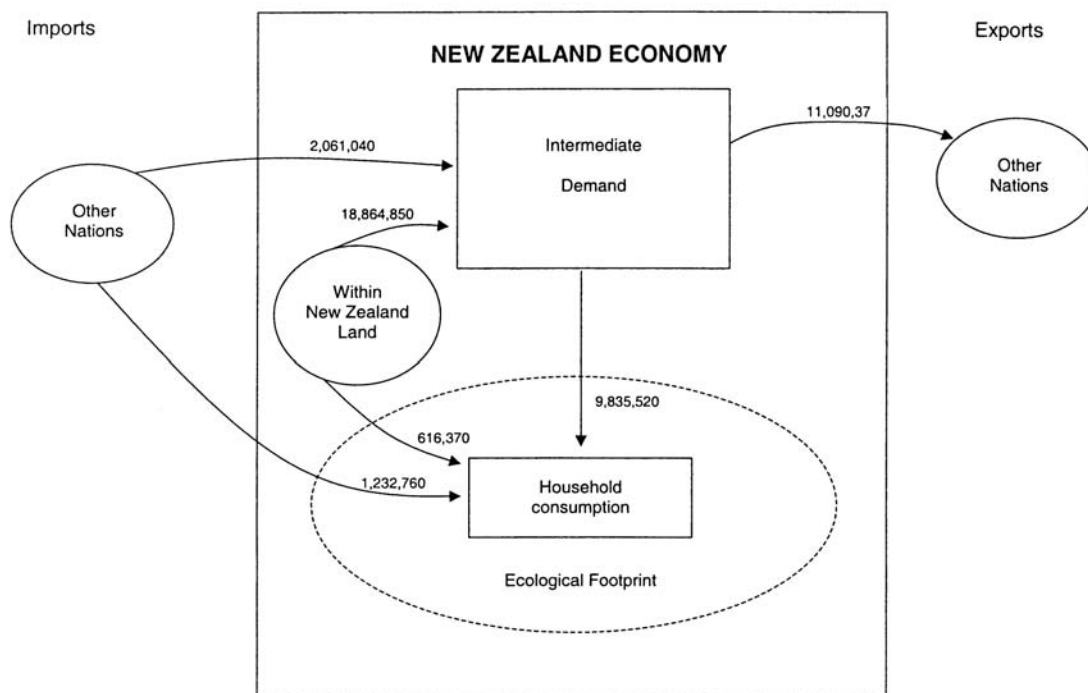 Imports
Exports
NEW ZEALAND ECONOMY
11,090,37
Intermediate
Demand
2,061,040
Other
Nations
Other
Nations
18,864,850
Within
New Zealand
Land
9,835,520
616,370
1,232,760
Household
consumption
Ecological Footprint